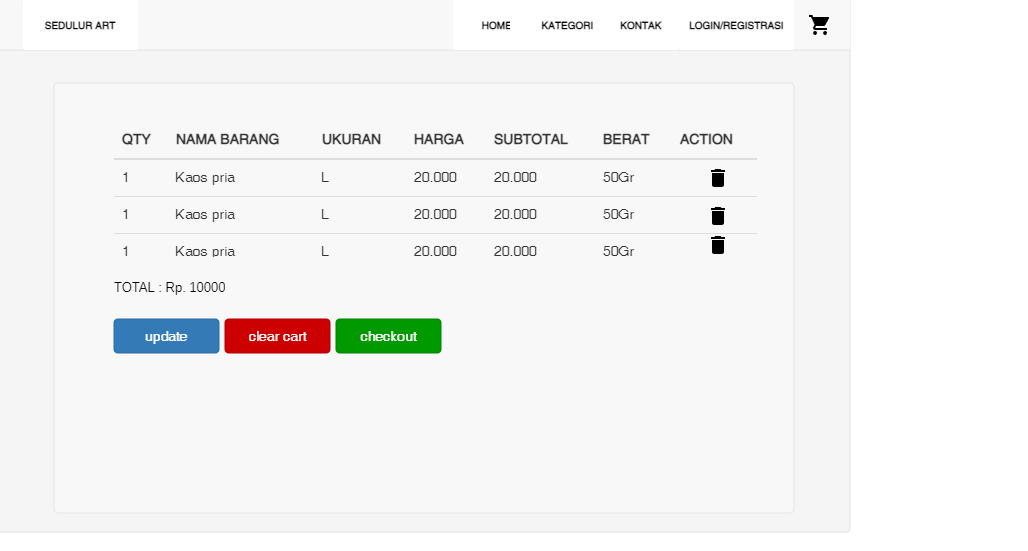 SEDULUR ART HOME KATEGORI KONTAK LOGIN/REGISTRASI
QTY NAMA BARANG UKURAN HARGA SUBTOTAL BERAT ACTION
1 Kaos pria L 20.000 20.000 50Gr
1 Kaos pria L 20.000 20.000 50Gr
1 Kaos pria L 20.000 20.000 50Gr
TOTAL : Rp. 10000
update clear cart checkout